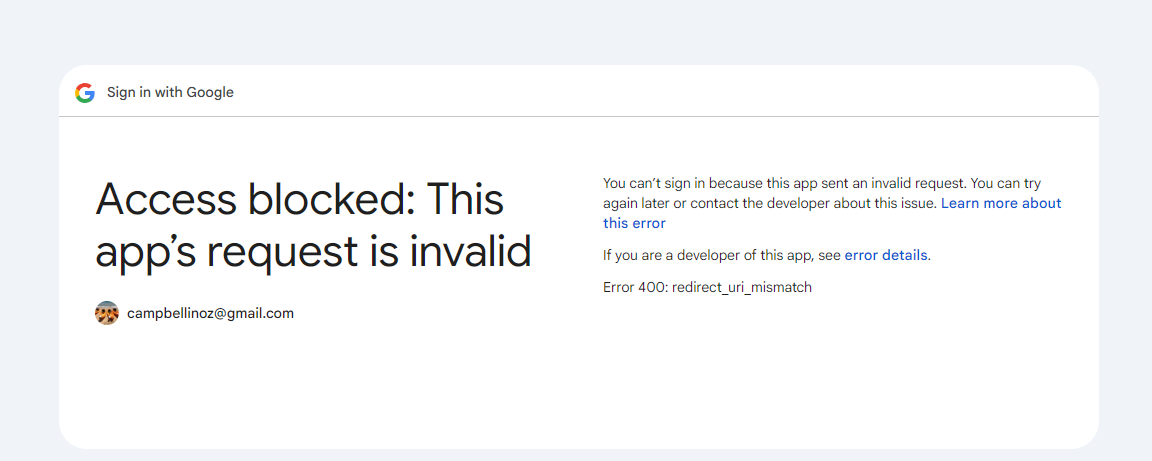 Sign in with Google
Access blocked: This
app’s request is invalid
campbellinoz@gmail.com
You can’t sign in because this app sent an invalid request. You can try
again later or contact the developer about this issue. Learn more about
this error
If you are a developer of this app, see error details.
Error 400: redirect_uri_mismatch